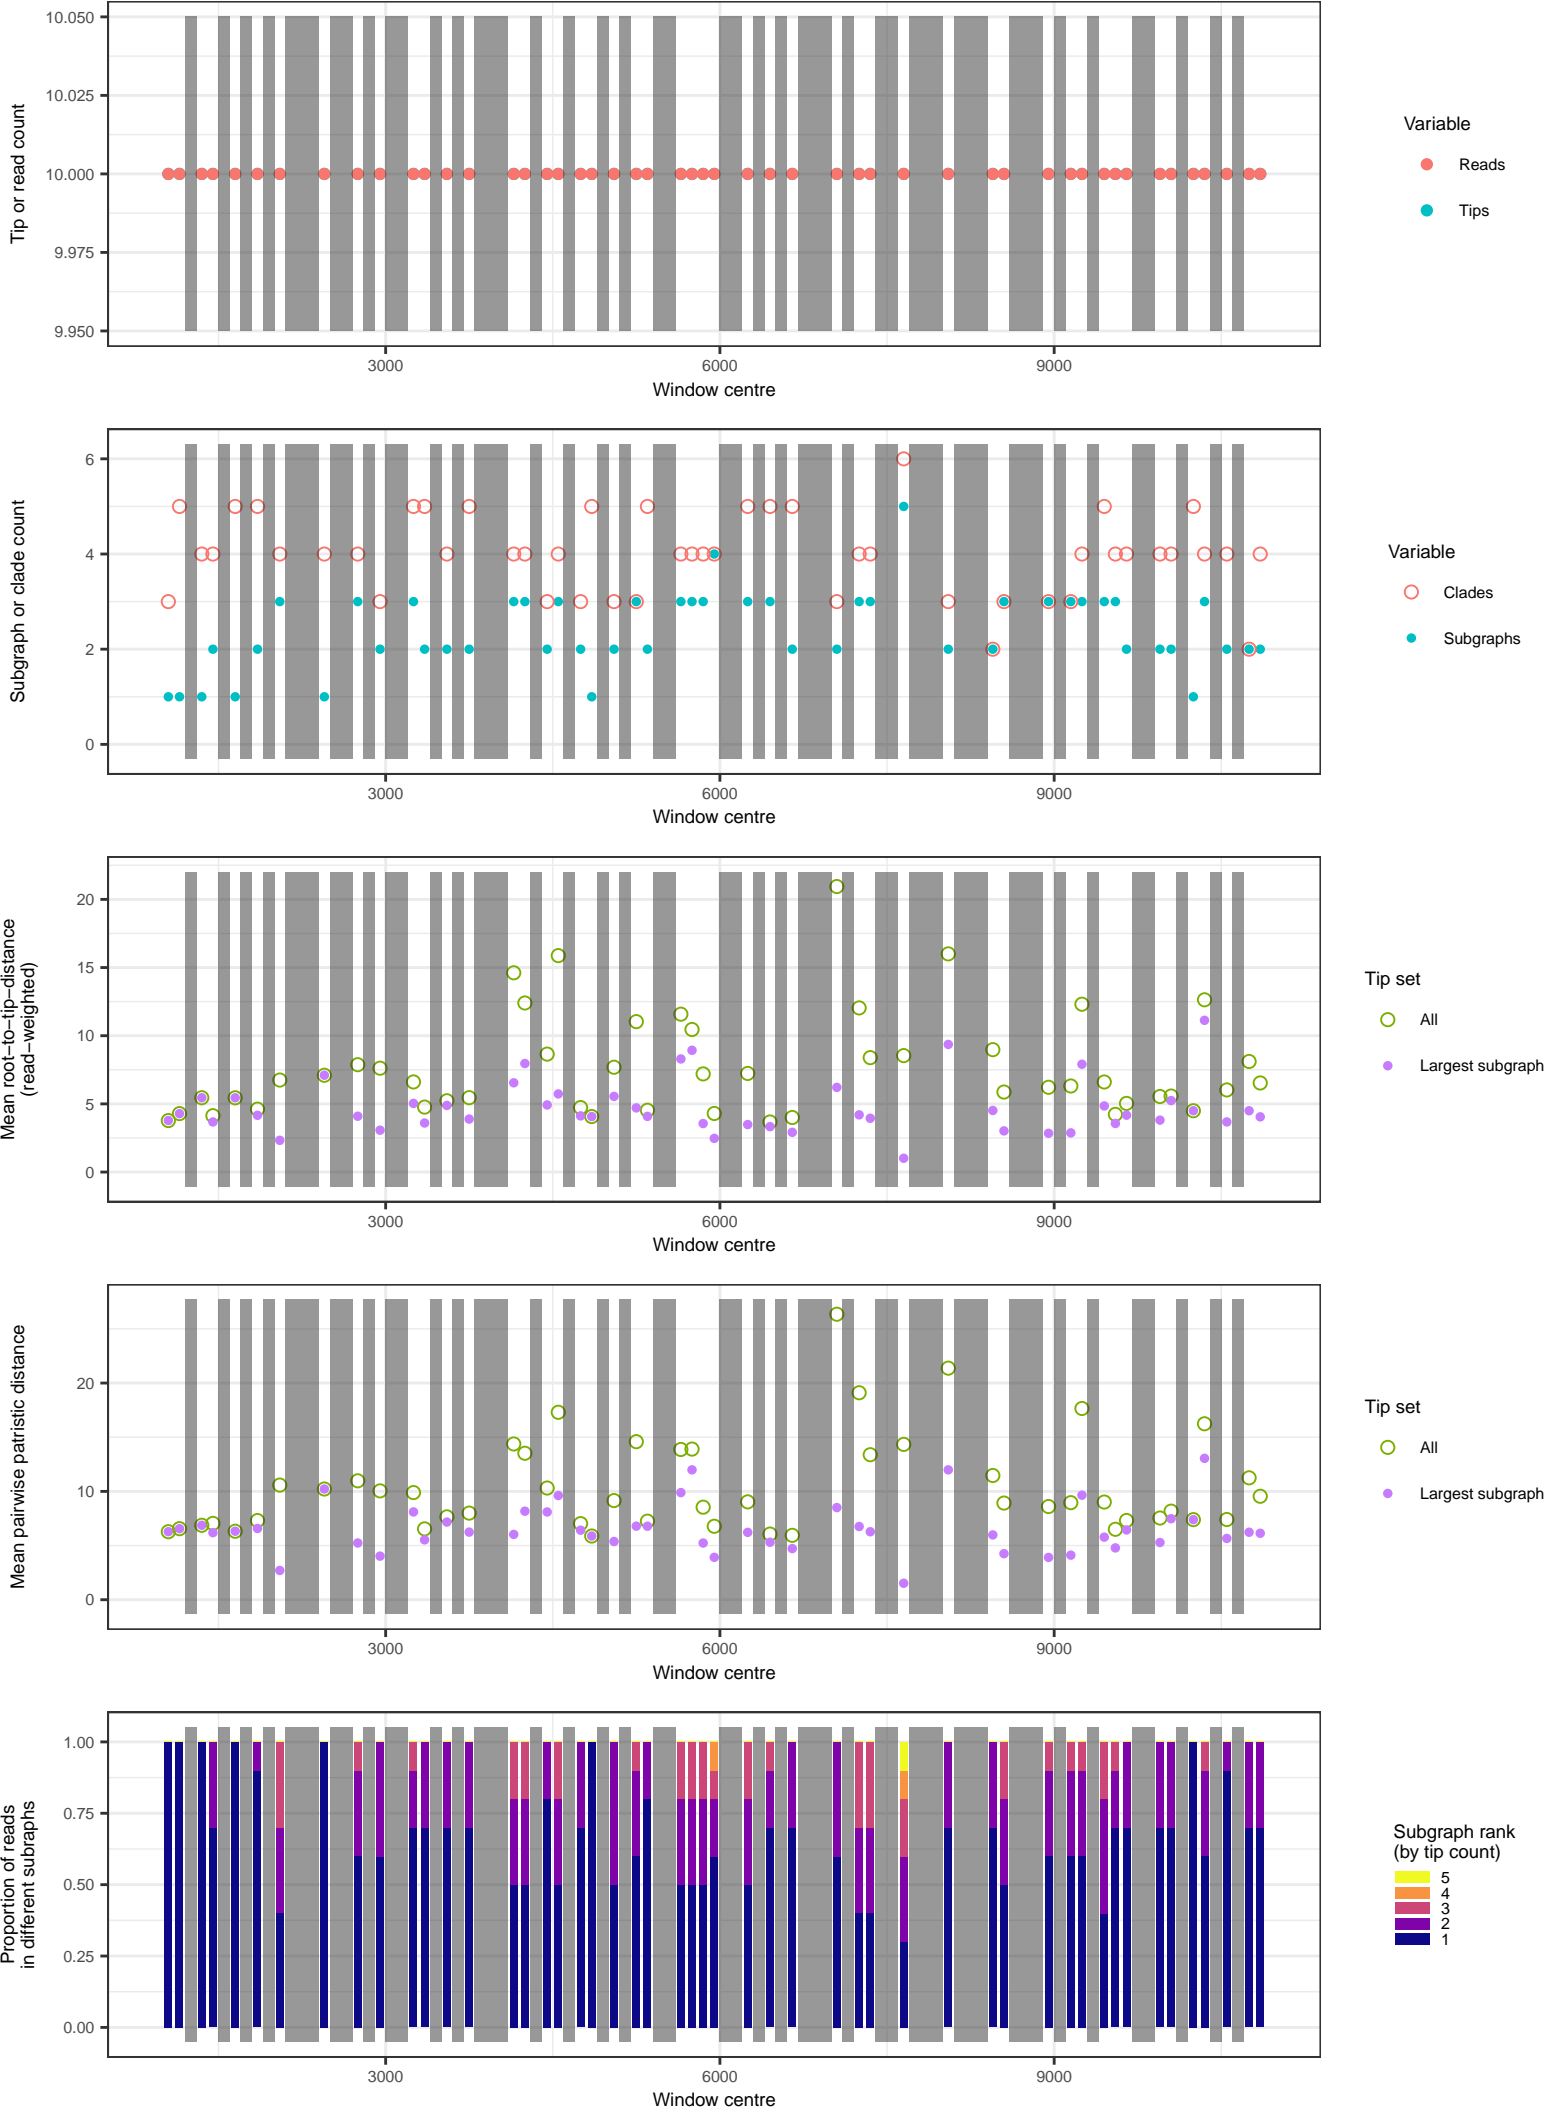 10.050
10.025
10.000
9.975
9.950
Tip or read count
3000
6000
9000
Window centre
Variable
Reads
Tips
6
4
2
0
Subgraph or clade count
3000
6000
9000
Window centre
Variable
Clades
Subgraphs
20
15
10
5
0
Mean root−to−tip−distance
(read−weighted)
3000
6000
9000
Window centre
Tip set
All
Largest subgraph
20
10
0
Mean pairwise patristic distance
3000
6000
9000
Window centre
Tip set
All
Largest subgraph
1.00
0.75
0.50
0.25
0.00
Proportion of reads
in different subraphs
3000
6000
9000
Window centre
Subgraph rank
(by tip count)
5
4
3
2
1